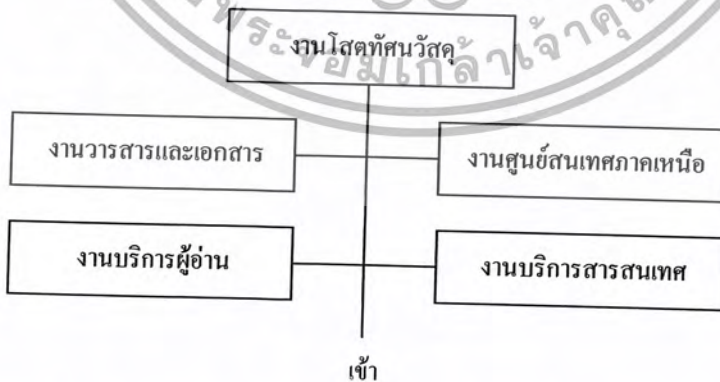 งานโสตทัศนวัสดุ
งานวารสารและเอกสาร
งานศูนย์สนเทศภาคเหนือ
งานบริการผู้อ่าน
งานบริการสารสนเทศ
เข้า